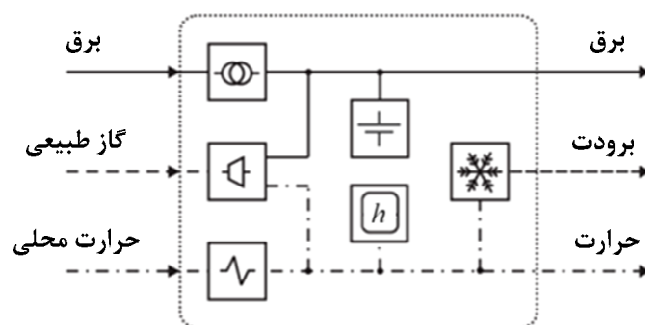 برق
برق
گاز طبیعی
برودت
h
حرارت محلی
حرارت